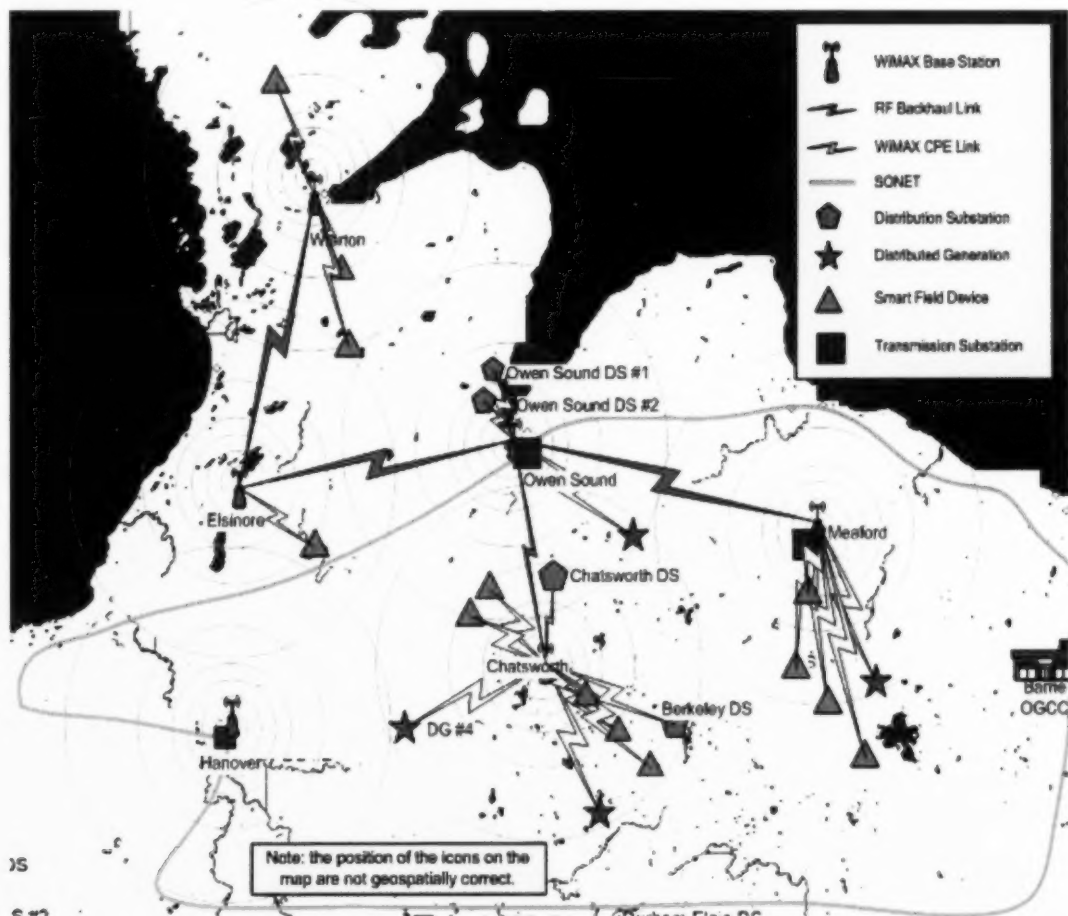 WiMAX Base Station
RF Backhaul Link
WiMAX CPE Link
SONET
Distribution Substation
Distributed Generation
Smart Field Device
Transmission Substation
Wiarton
Owen Sound DS #1
Owen Sound DS #2
Owen Sound
Elsinore
Meaford
Chatsworth DS
Chatsworth
Berkeley DS
DG #4
Barrie
OGCC
Hanover
Note: the position of the icons on the
map are not geospatially correct.
DS
S #2